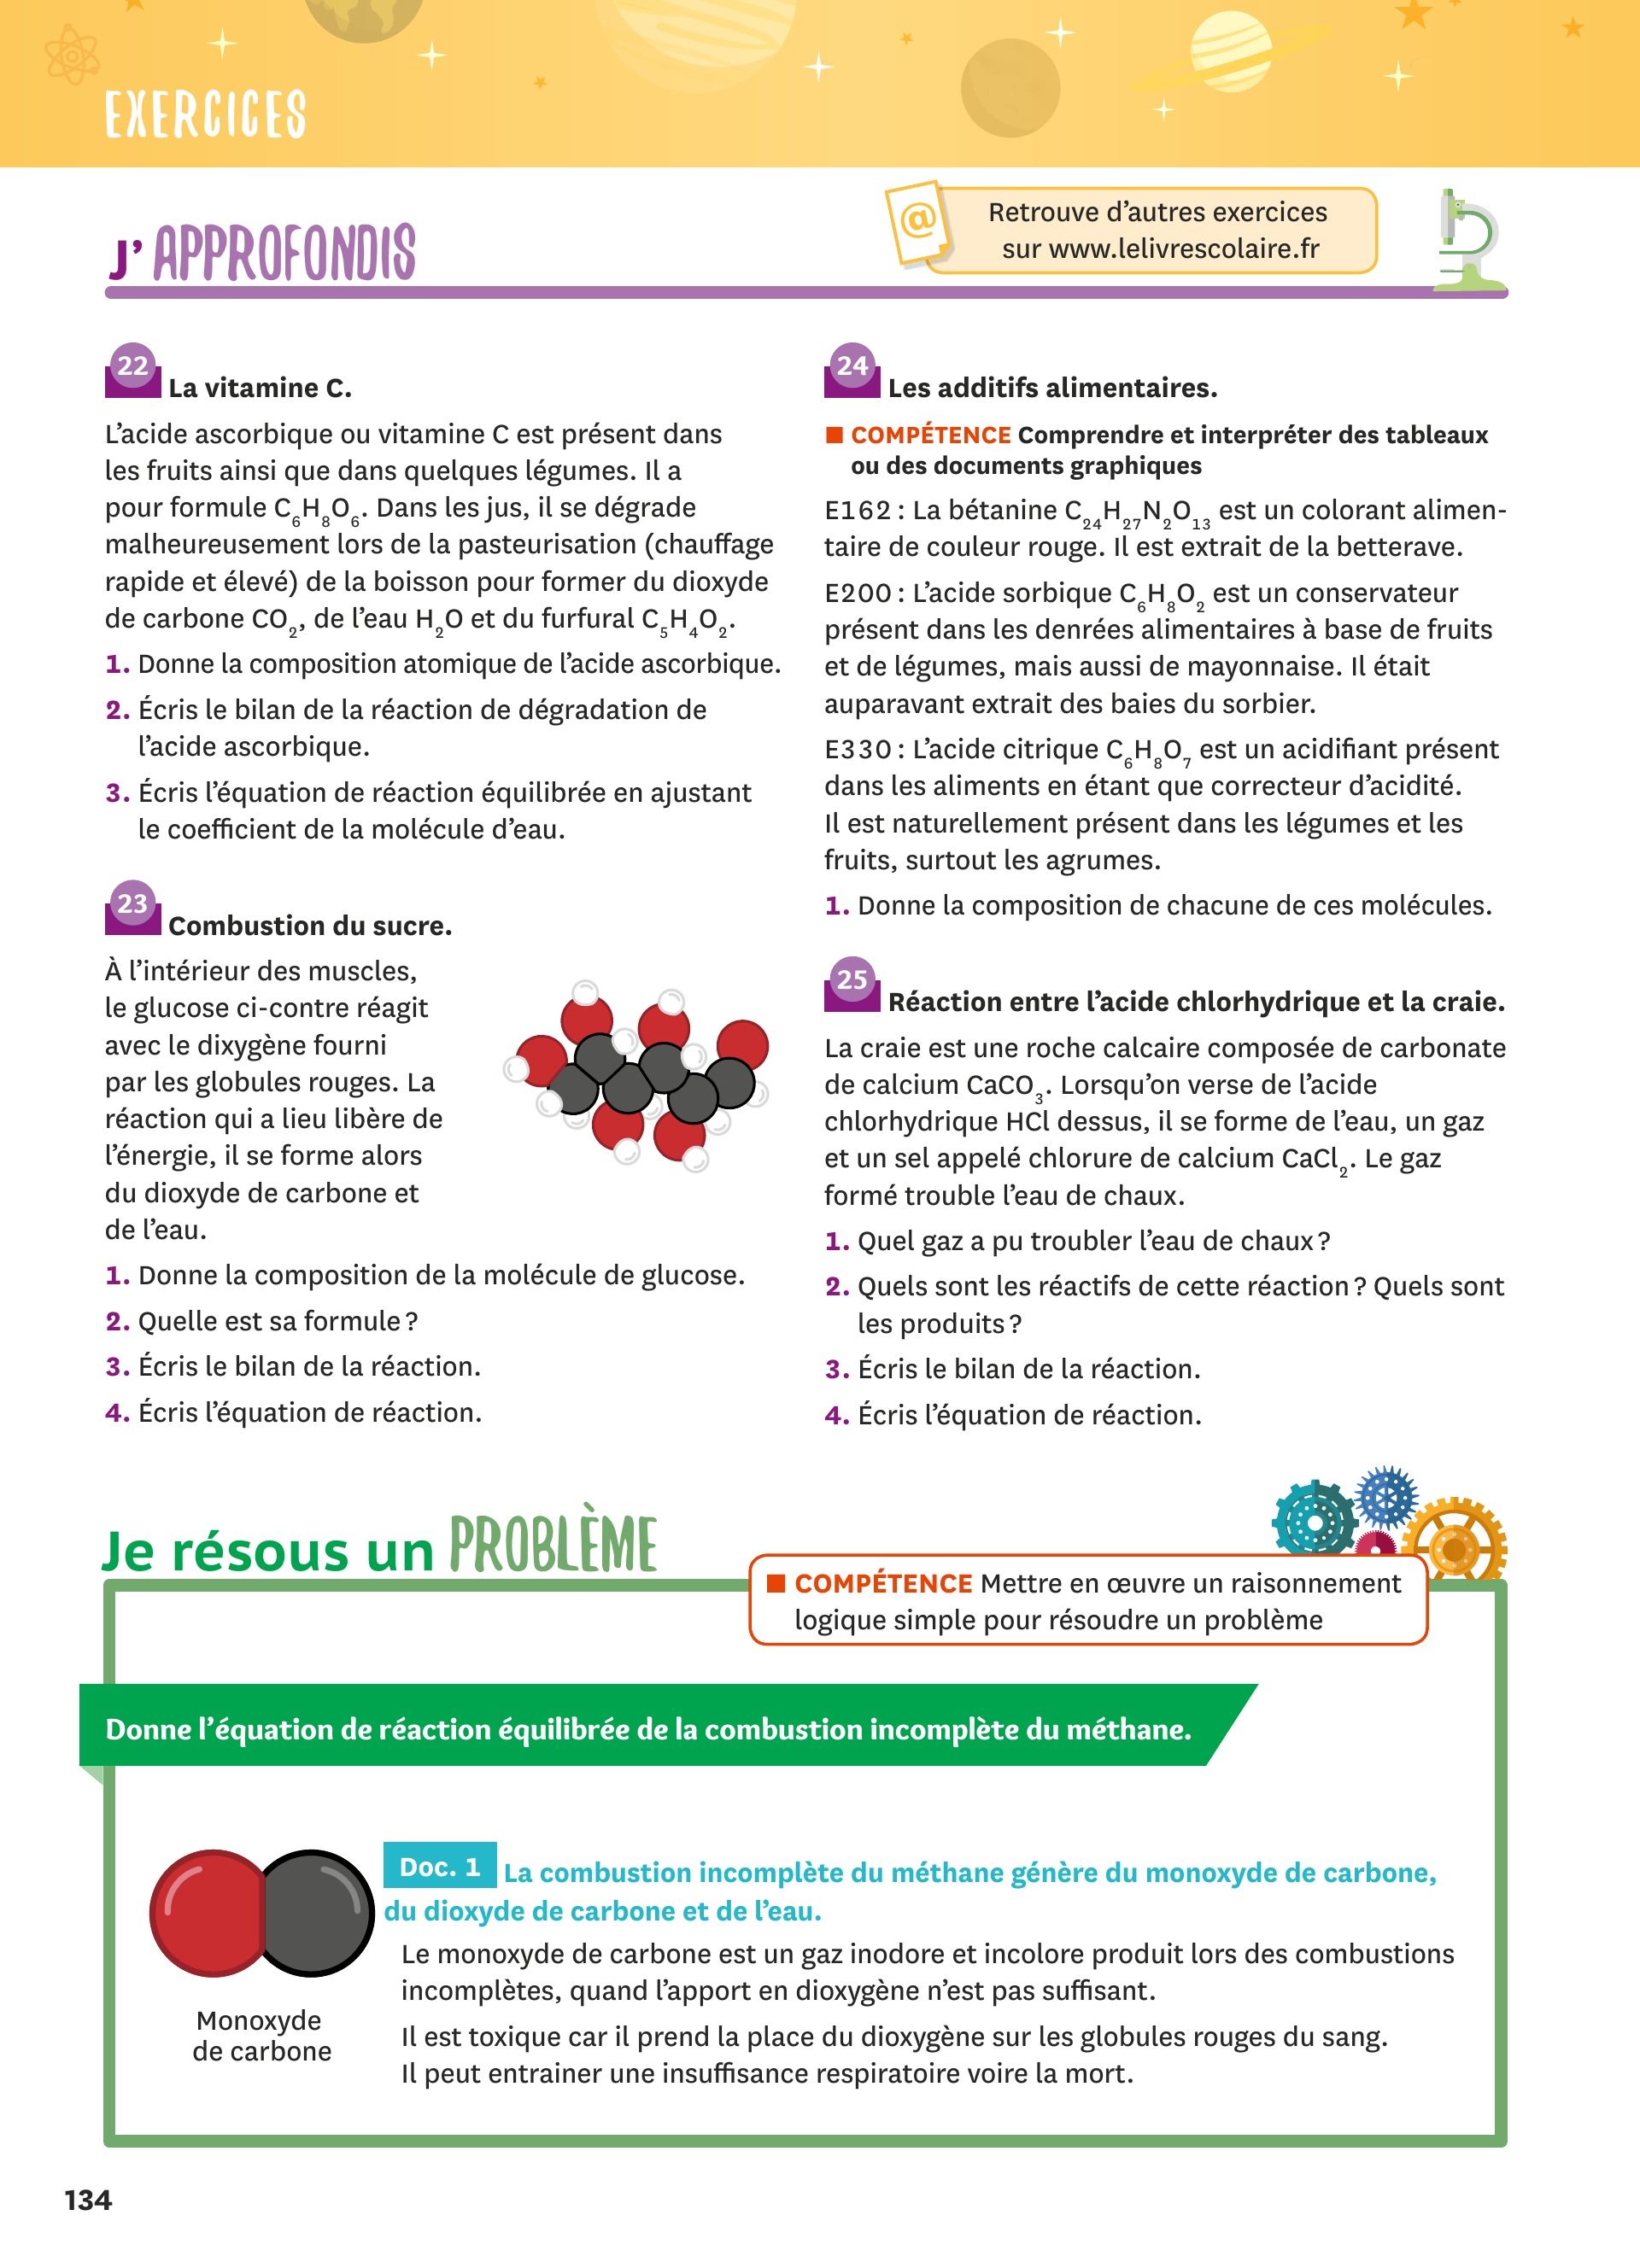 EXERCICES
J’APPROFONDIS
@
Retrouve d’autres exercices
sur www.lelivrescolaire.fr
22 La vitamine C.
L’acide ascorbique ou vitamine C est présent dans
les fruits ainsi que dans quelques légumes. Il a
pour formule C₆H₈O₆. Dans les jus, il se dégrade
malheureusement lors de la pasteurisation (chauffage
rapide et élevé) de la boisson pour former du dioxyde
de carbone CO₂, de l’eau H₂O et du furfural C₅H₄O₂.
1. Donne la composition atomique de l’acide ascorbique.
2. Écris le bilan de la réaction de dégradation de
l’acide ascorbique.
3. Écris l’équation de réaction équilibrée en ajustant
le coefficient de la molécule d’eau.
23 Combustion du sucre.
À l’intérieur des muscles,
le glucose ci-contre réagit
avec le dixygène fourni
par les globules rouges. La
réaction qui a lieu libère de
l’énergie, il se forme alors
du dioxyde de carbone et
de l’eau.
1. Donne la composition de la molécule de glucose.
2. Quelle est sa formule ?
3. Écris le bilan de la réaction.
4. Écris l’équation de réaction.
24 Les additifs alimentaires.
■ COMPÉTENCE Comprendre et interpréter des tableaux
ou des documents graphiques
E162 : La bétanine C₂₄H₂₇N₂O₁₃ est un colorant alimen-
taire de couleur rouge. Il est extrait de la betterave.
E200 : L’acide sorbique C₆H₈O₂ est un conservateur
présent dans les denrées alimentaires à base de fruits
et de légumes, mais aussi de mayonnaise. Il était
auparavant extrait des baies du sorbier.
E330 : L’acide citrique C₆H₈O₇ est un acidifiant présent
dans les aliments en étant que correcteur d’acidité.
Il est naturellement présent dans les légumes et les
fruits, surtout les agrumes.
1. Donne la composition de chacune de ces molécules.
25 Réaction entre l’acide chlorhydrique et la craie.
La craie est une roche calcaire composée de carbonate
de calcium CaCO₃. Lorsqu’on verse de l’acide
chlorhydrique HCl dessus, il se forme de l’eau, un gaz
et un sel appelé chlorure de calcium CaCl₂. Le gaz
formé trouble l’eau de chaux.
1. Quel gaz a pu troubler l’eau de chaux ?
2. Quels sont les réactifs de cette réaction ? Quels sont
les produits ?
3. Écris le bilan de la réaction.
4. Écris l’équation de réaction.
Je résous un PROBLÈME
■ COMPÉTENCE Mettre en œuvre un raisonnement
logique simple pour résoudre un problème
Donne l’équation de réaction équilibrée de la combustion incomplète du méthane.
Doc. 1 La combustion incomplète du méthane génère du monoxyde de carbone,
du dioxyde de carbone et de l’eau.
Le monoxyde de carbone est un gaz inodore et incolore produit lors des combustions
incomplètes, quand l’apport en dioxygène n’est pas suffisant.
Il est toxique car il prend la place du dioxygène sur les globules rouges du sang.
Il peut entrainer une insuffisance respiratoire voire la mort.
Monoxyde
de carbone
134